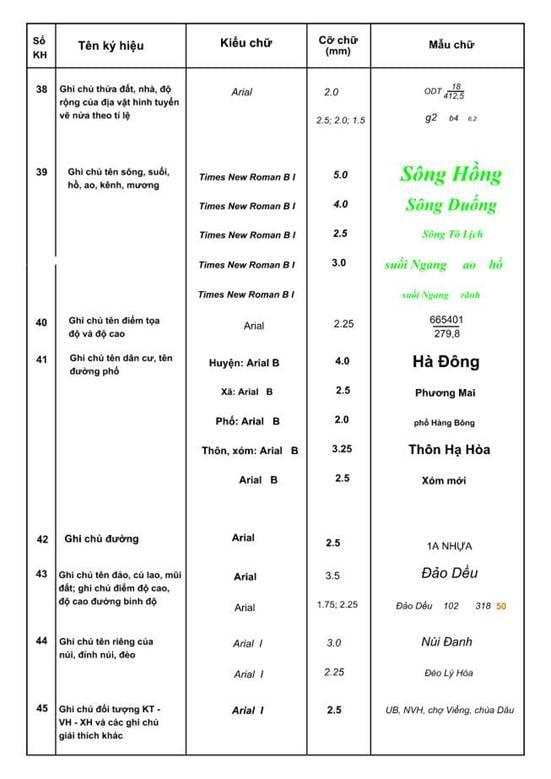 Số KH Tên ký hiệu Kiểu chữ Cỡ chữ (mm) Mẫu chữ
38 Ghi chú thửa đất, nhà, độ Arial 2.0 ODT 18/412,5
rộng của địa vật hình tuyến
vẽ nửa theo tỉ lệ 2.5; 2.0; 1.5 g2 b4 6.2
39 Ghi chú tên sông, suối,
hồ, ao, kênh, mương Times New Roman B I 5.0 Sông Hồng
Times New Roman B I 4.0 Sông Đuống
Times New Roman B I 2.5 Sông Tô Lịch
Times New Roman B I 3.0 suối Ngang ao hồ
Times New Roman B I suối Ngang rãnh
40 Ghi chú tên điểm tọa
độ và độ cao Arial 2.25 665401/279,8
41 Ghi chú tên dân cư, tên
đường phố Huyện: Arial B 4.0 Hà Đông
Xã: Arial B 2.5 Phương Mai
Phố: Arial B 2.0 phố Hàng Bông
Thôn, xóm: Arial B 3.25 Thôn Hạ Hòa
Arial B 2.5 Xóm mới
42 Ghi chú đường Arial 2.5 1A NHỰA
43 Ghi chú tên đảo, cù lao, mũi Arial 3.5 Đảo Dều
đất; ghi chú điểm độ cao,
độ cao đường bình độ Arial 1.75; 2.25 Đảo Dều 102 318 50
44 Ghi chú tên riêng của Arial I 3.0 Núi Đanh
núi, đỉnh núi, đèo
Arial I 2.25 Đèo Lý Hòa
45 Ghi chú đối tượng KT - Arial I 2.5 UB, NVH, chợ Viềng, chùa Dâu
VH - XH và các ghi chú
giải thích khác